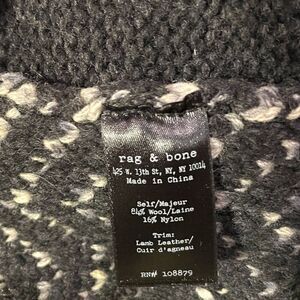 rag & bone
425 W. 13th St, NY, NY 10014
Made in China
Self/Majeur
84% Wool/Laine
16% Nylon
Trim:
Lamb Leather/
Cuir d'agneau
RN# 108879